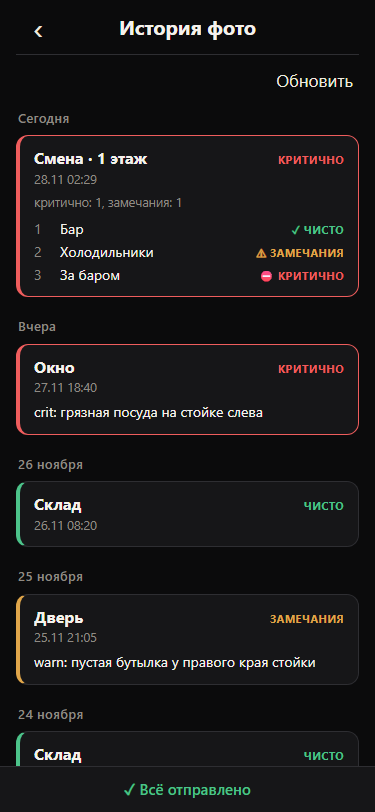 ‹ История фото
Обновить
Сегодня
Смена · 1 этаж КРИТИЧНО
28.11 02:29
критично: 1, замечания: 1
1 Бар ✓ ЧИСТО
2 Холодильники ⚠ ЗАМЕЧАНИЯ
3 За баром ⛔ КРИТИЧНО
Вчера
Окно КРИТИЧНО
27.11 18:40
crit: грязная посуда на стойке слева
26 ноября
Склад ЧИСТО
26.11 08:20
25 ноября
Дверь ЗАМЕЧАНИЯ
25.11 21:05
warn: пустая бутылка у правого края стойки
24 ноября
Склад ЧИСТО
✓ Всё отправлено